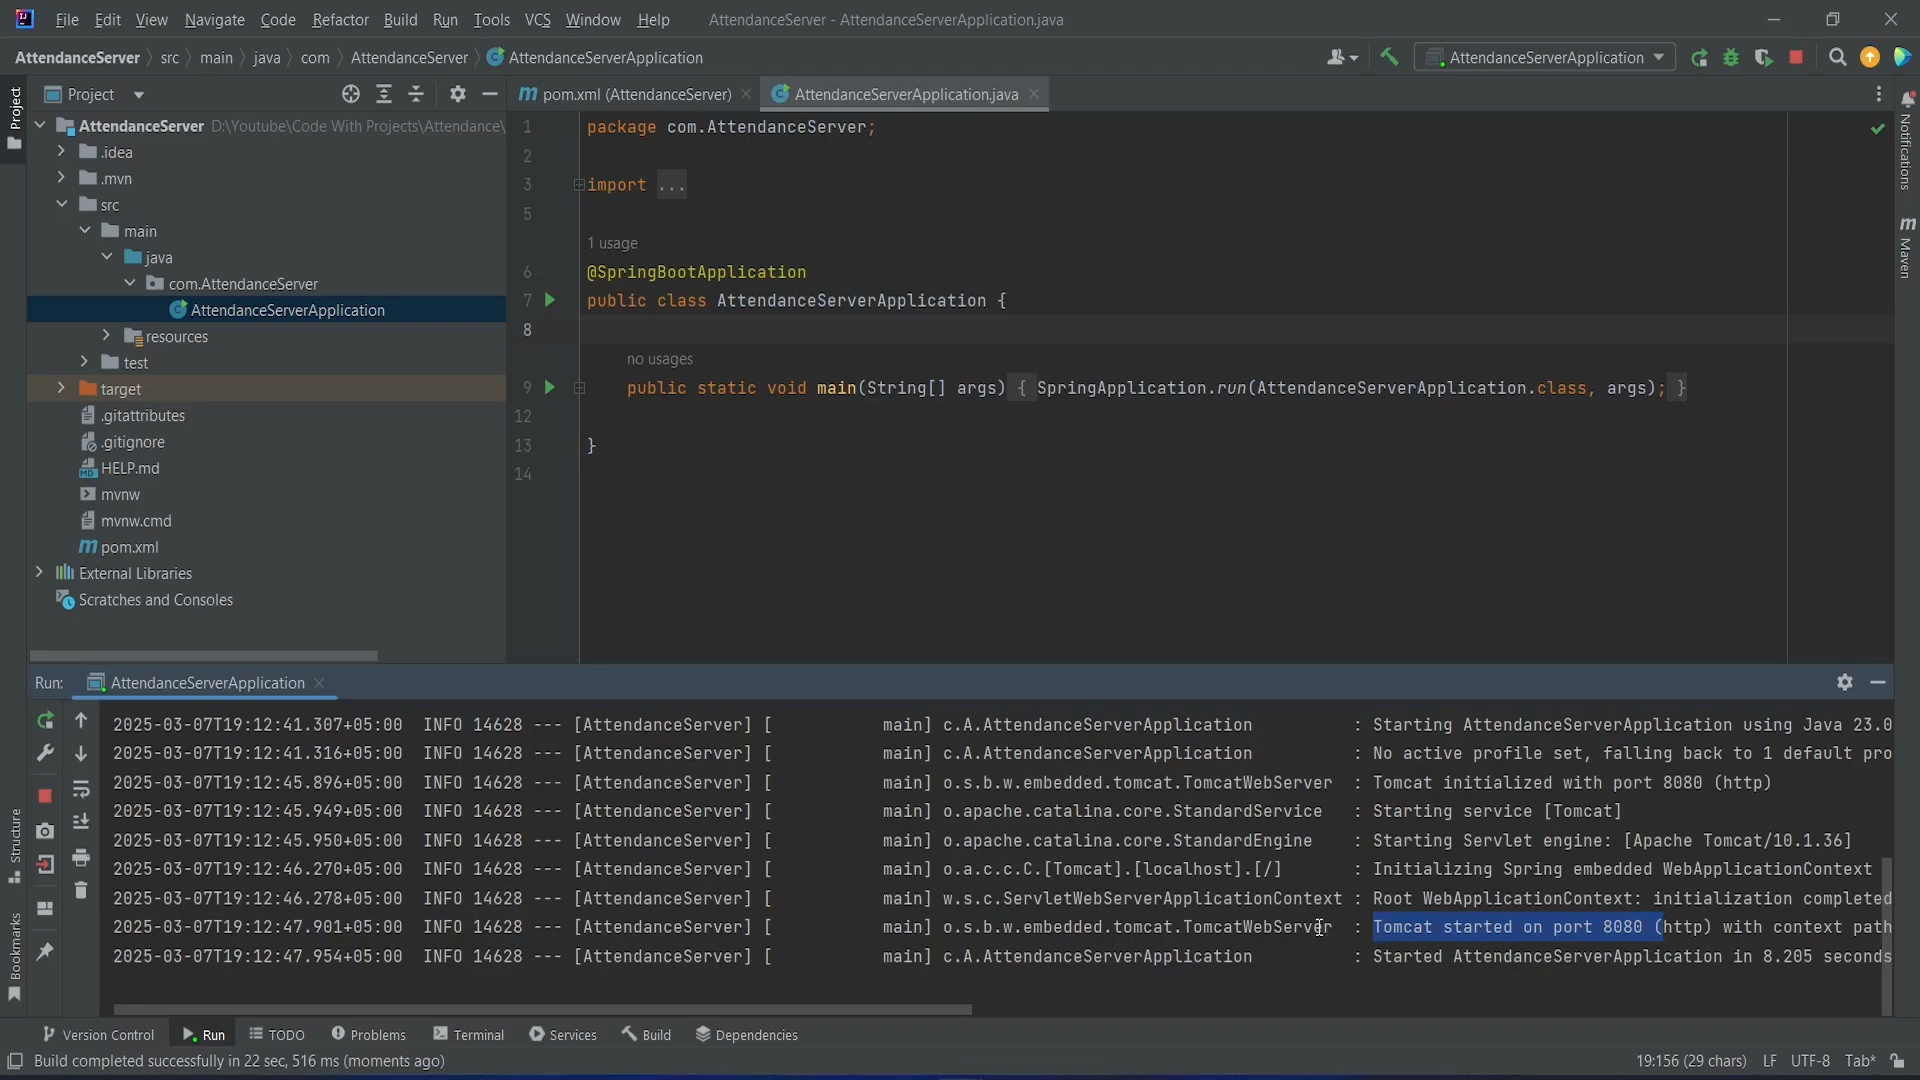 File Edit View Navigate Code Refactor Build Run Tools VCS Window Help AttendanceServer - AttendanceServerApplication.java
AttendanceServer src main java com AttendanceServer AttendanceServerApplication
AttendanceServerApplication
Project
pom.xml (AttendanceServer)
AttendanceServerApplication.java
Project
Structure
Bookmarks
Notifications
Maven
AttendanceServer D:\Youtube\Code With Projects\Attendance\
.idea
.mvn
src
main
java
com.AttendanceServer
AttendanceServerApplication
resources
test
target
.gitattributes
.gitignore
HELP.md
mvnw
mvnw.cmd
pom.xml
External Libraries
Scratches and Consoles
1 package com.AttendanceServer;
2
3 import ...
5
1 usage
6 @SpringBootApplication
7 public class AttendanceServerApplication {
8
no usages
9 public static void main(String[] args) { SpringApplication.run(AttendanceServerApplication.class, args); }
12
13 }
14
Run: AttendanceServerApplication
2025-03-07T19:12:41.307+05:00 INFO 14628 --- [AttendanceServer] [ main] c.A.AttendanceServerApplication : Starting AttendanceServerApplication using Java 23.0
2025-03-07T19:12:41.316+05:00 INFO 14628 --- [AttendanceServer] [ main] c.A.AttendanceServerApplication : No active profile set, falling back to 1 default pro
2025-03-07T19:12:45.896+05:00 INFO 14628 --- [AttendanceServer] [ main] o.s.b.w.embedded.tomcat.TomcatWebServer : Tomcat initialized with port 8080 (http)
2025-03-07T19:12:45.949+05:00 INFO 14628 --- [AttendanceServer] [ main] o.apache.catalina.core.StandardService : Starting service [Tomcat]
2025-03-07T19:12:45.950+05:00 INFO 14628 --- [AttendanceServer] [ main] o.apache.catalina.core.StandardEngine : Starting Servlet engine: [Apache Tomcat/10.1.36]
2025-03-07T19:12:46.270+05:00 INFO 14628 --- [AttendanceServer] [ main] o.a.c.c.C.[Tomcat].[localhost].[/] : Initializing Spring embedded WebApplicationContext
2025-03-07T19:12:46.278+05:00 INFO 14628 --- [AttendanceServer] [ main] w.s.c.ServletWebServerApplicationContext : Root WebApplicationContext: initialization completed
2025-03-07T19:12:47.901+05:00 INFO 14628 --- [AttendanceServer] [ main] o.s.b.w.embedded.tomcat.TomcatWebServer : Tomcat started on port 8080 (http) with context path
2025-03-07T19:12:47.954+05:00 INFO 14628 --- [AttendanceServer] [ main] c.A.AttendanceServerApplication : Started AttendanceServerApplication in 8.205 seconds
Version Control Run TODO Problems Terminal Services Build Dependencies
Build completed successfully in 22 sec, 516 ms (moments ago) 19:156 (29 chars) LF UTF-8 Tab*